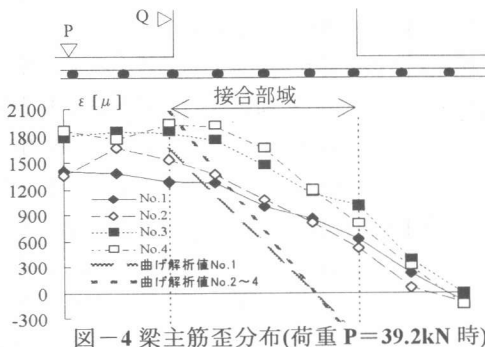 Q
P
ε [μ]
接合部域
2100
1800
1500
1200
900
600
300
0
-300
No.1
No.2
No.3
No.4
曲げ解析値No.1
曲げ解析値No.2~4
図-4 梁主筋歪分布(荷重 P=39.2kN 時)